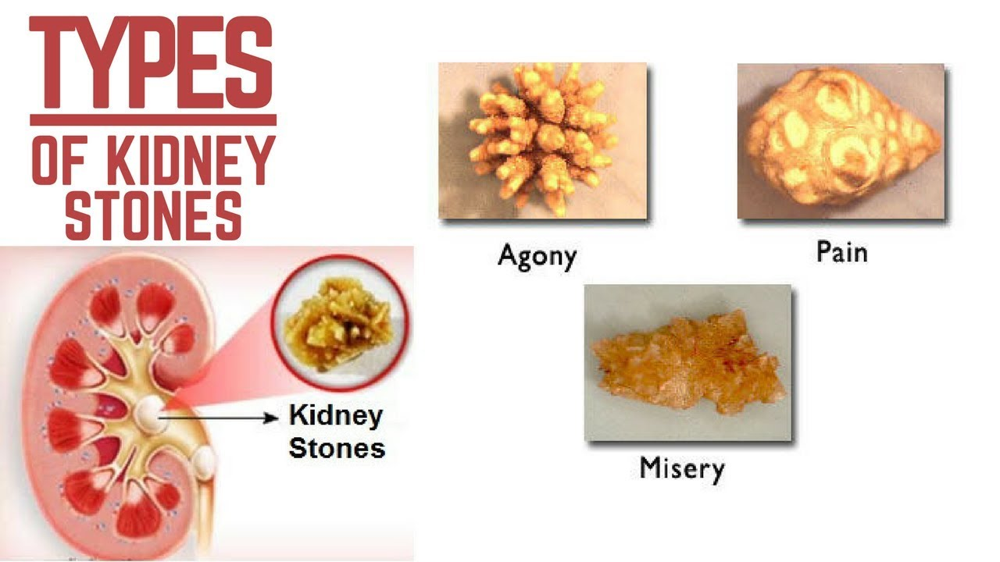 TYPES
OF KIDNEY
STONES
Kidney
Stones
Agony
Pain
Misery